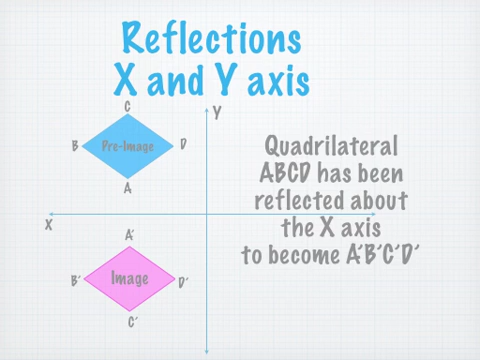 Reflections
X and Y axis
C
Y
B
Pre-Image
D
A
X
A'
B'
Image
D'
C'
Quadrilateral
ABCD has been
reflected about
the X axis
to become A'B'C'D'